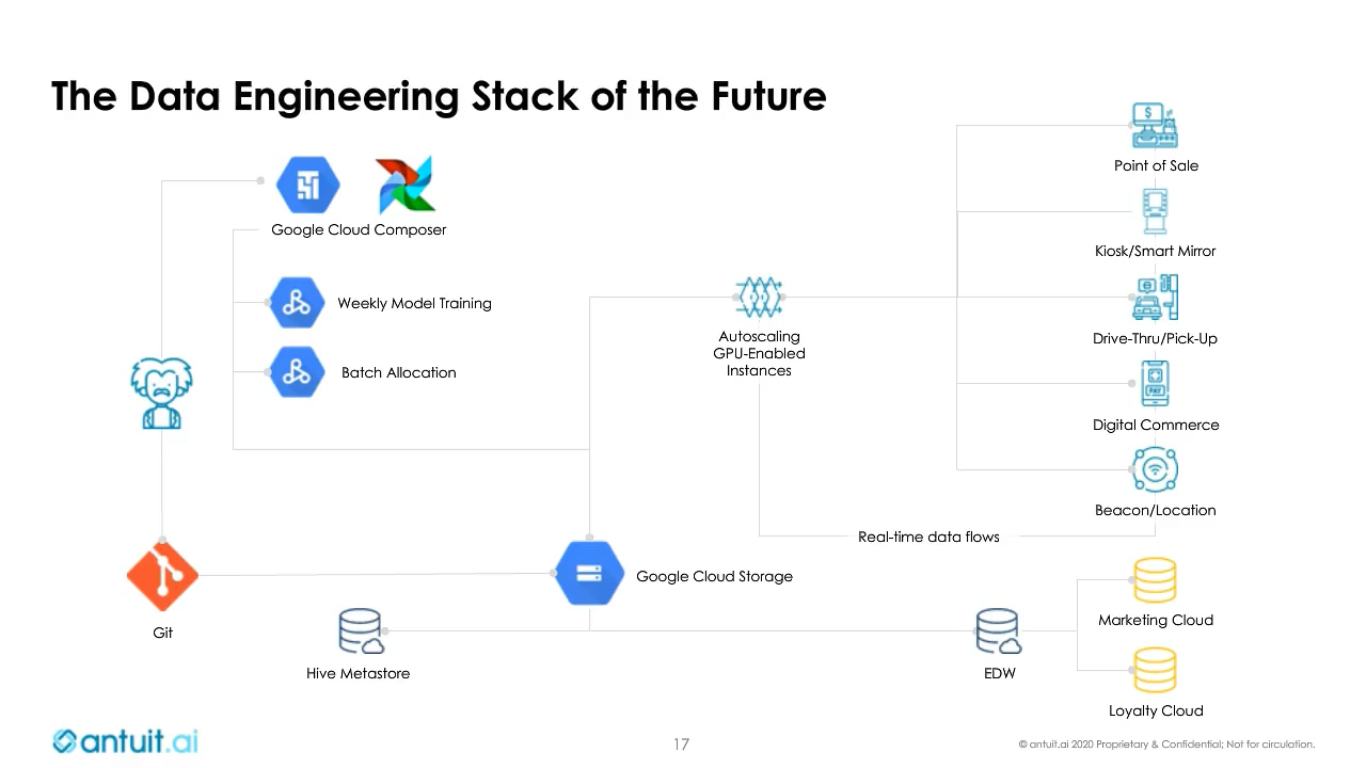 The Data Engineering Stack of the Future
Google Cloud Composer
Weekly Model Training
Batch Allocation
Git
Hive Metastore
Google Cloud Storage
Autoscaling
GPU-Enabled
Instances
$
Point of Sale
Kiosk/Smart Mirror
Drive-Thru/Pick-Up
PAY
Digital Commerce
Beacon/Location
Real-time data flows
EDW
Marketing Cloud
Loyalty Cloud
antuit.ai
17
© antuit.ai 2020 Proprietary & Confidential; Not for circulation.